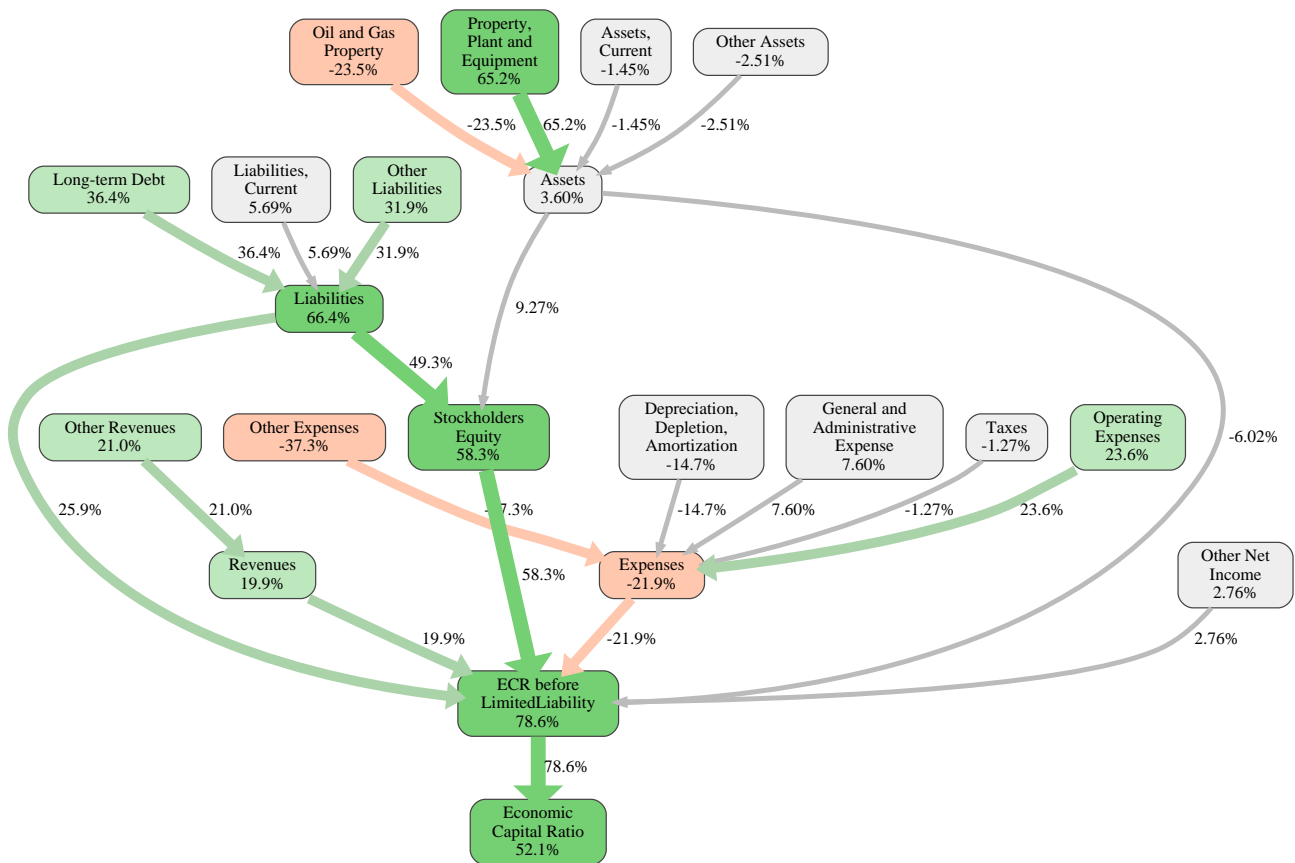 Oil and Gas
Property
-23.5%
Property,
Plant and
Equipment
65.2%
Assets,
Current
-1.45%
Other Assets
-2.51%
-23.5%
65.2%
-1.45%
-2.51%
Long-term Debt
36.4%
Liabilities,
Current
5.69%
Other
Liabilities
31.9%
Assets
3.60%
36.4%
5.69%
31.9%
Liabilities
66.4%
9.27%
49.3%
Other Revenues
21.0%
Other Expenses
-37.3%
Stockholders
Equity
58.3%
Depreciation,
Depletion,
Amortization
-14.7%
General and
Administrative
Expense
7.60%
Taxes
-1.27%
Operating
Expenses
23.6%
-6.02%
25.9%
21.0%
7.3%
-14.7%
7.60%
-1.27%
23.6%
Revenues
19.9%
58.3%
Expenses
-21.9%
Other Net
Income
2.76%
19.9%
-21.9%
2.76%
ECR before
LimitedLiability
78.6%
78.6%
Economic
Capital Ratio
52.1%